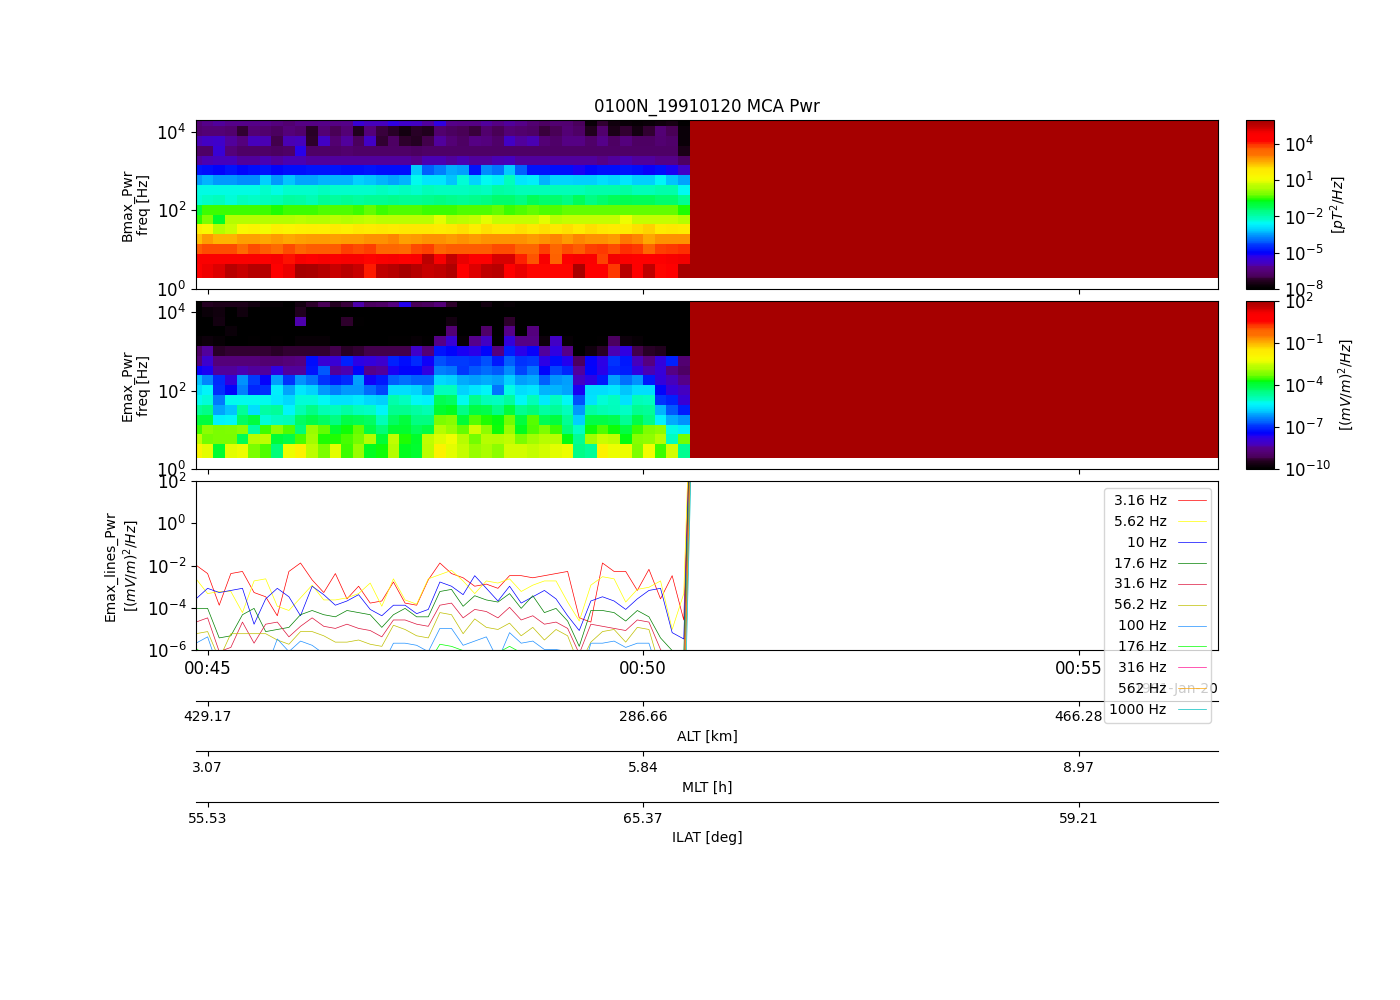 0100N_19910120 MCA Pwr
Bmax_Pwr
freq [Hz]
10^4
10^2
10^0
10^4
10^1
10^-2
10^-5
10^-8
[pT^2/Hz]
Emax_Pwr
freq [Hz]
10^4
10^2
10^0
10^2
10^-1
10^-4
10^-7
10^-10
[(mV/m)^2/Hz]
Emax_lines_Pwr
[(mV/m)^2/Hz]
10^2
10^0
10^-2
10^-4
10^-6
3.16 Hz
5.62 Hz
10 Hz
17.6 Hz
31.6 Hz
56.2 Hz
100 Hz
176 Hz
316 Hz
562 Hz
1000 Hz
00:45 00:50 00:55
-Jan-20
429.17 286.66 466.28
ALT [km]
3.07 5.84 8.97
MLT [h]
55.53 65.37 59.21
ILAT [deg]